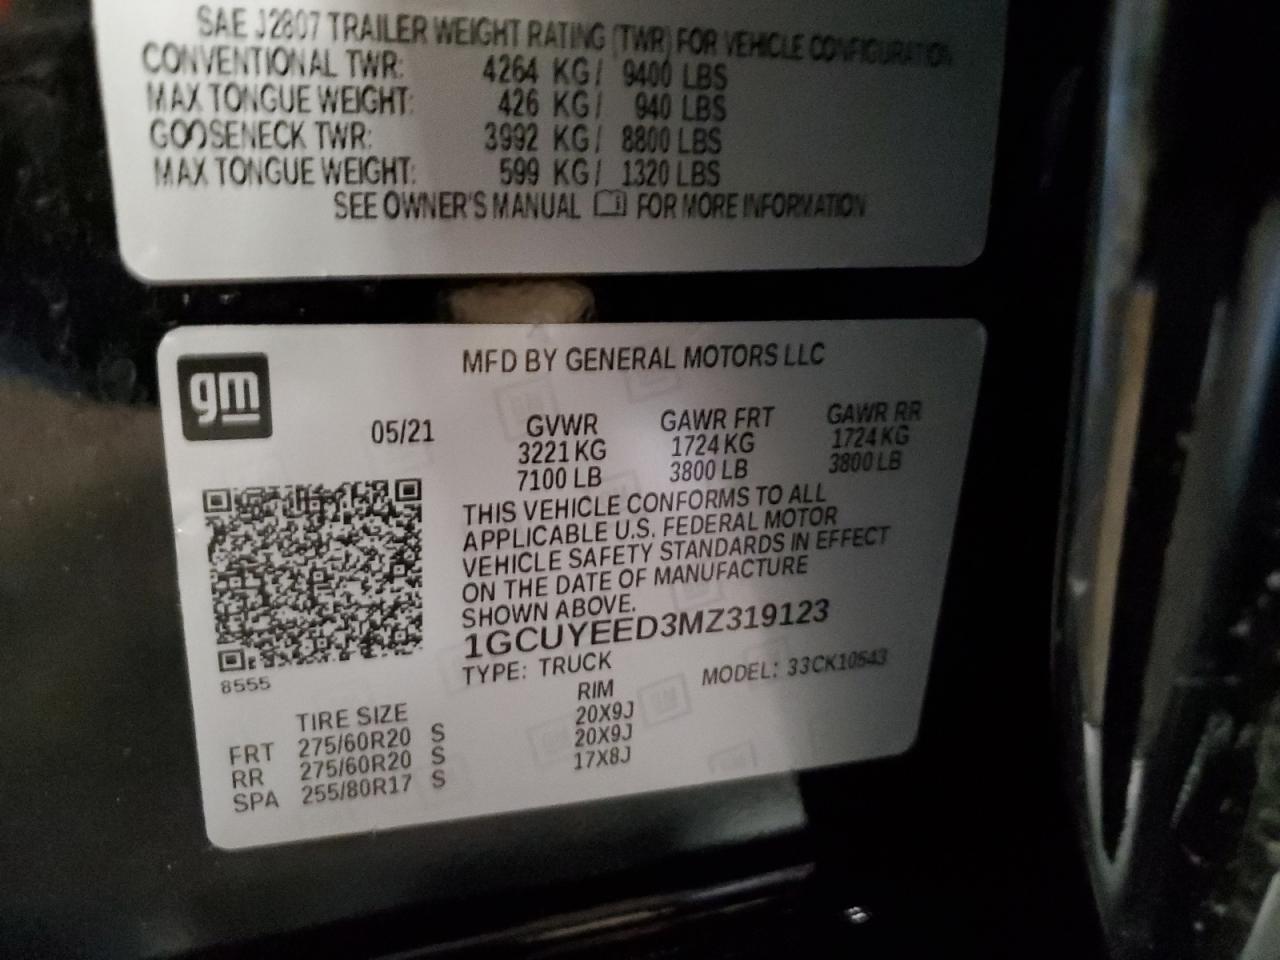 SAE J2807 TRAILER WEIGHT RATING (TWR) FOR VEHICLE CONFIGURATION
CONVENTIONAL TWR: 4264 KG / 9400 LBS
MAX TONGUE WEIGHT: 426 KG / 940 LBS
GOOSENECK TWR: 3992 KG / 8800 LBS
MAX TONGUE WEIGHT: 599 KG / 1320 LBS
SEE OWNER'S MANUAL FOR MORE INFORMATION
gm
MFD BY GENERAL MOTORS LLC
05/21 GVWR GAWR FRT GAWR RR
3221 KG 1724 KG 1724 KG
7100 LB 3800 LB 3800 LB
THIS VEHICLE CONFORMS TO ALL
APPLICABLE U.S. FEDERAL MOTOR
VEHICLE SAFETY STANDARDS IN EFFECT
ON THE DATE OF MANUFACTURE
SHOWN ABOVE.
1GCUYEED3MZ319123
8555
TYPE: TRUCK MODEL: 33CK10543
TIRE SIZE RIM
FRT 275/60R20 S 20X9J
RR 275/60R20 S 20X9J
SPA 255/80R17 S 17X8J